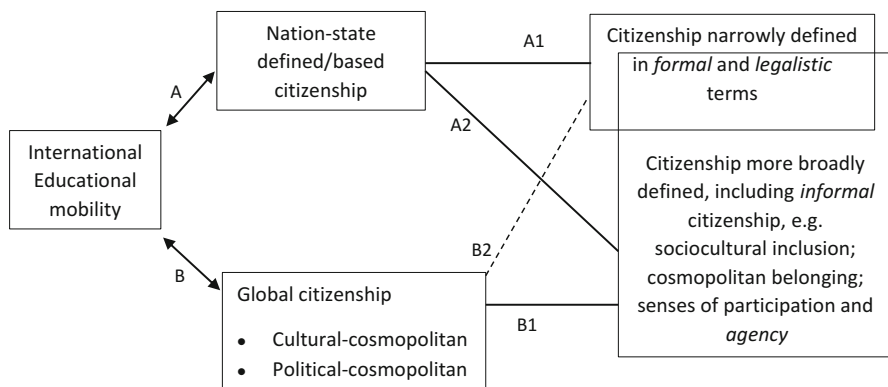 Nation-state
defined/based
citizenship
A1
Citizenship narrowly defined
in formal and legalistic
terms
A
A2
International
Educational
mobility
Citizenship more broadly
defined, including informal
citizenship, e.g.
sociocultural inclusion;
cosmopolitan belonging;
senses of participation and
agency
B
B2
Global citizenship
• Cultural-cosmopolitan
• Political-cosmopolitan
B1